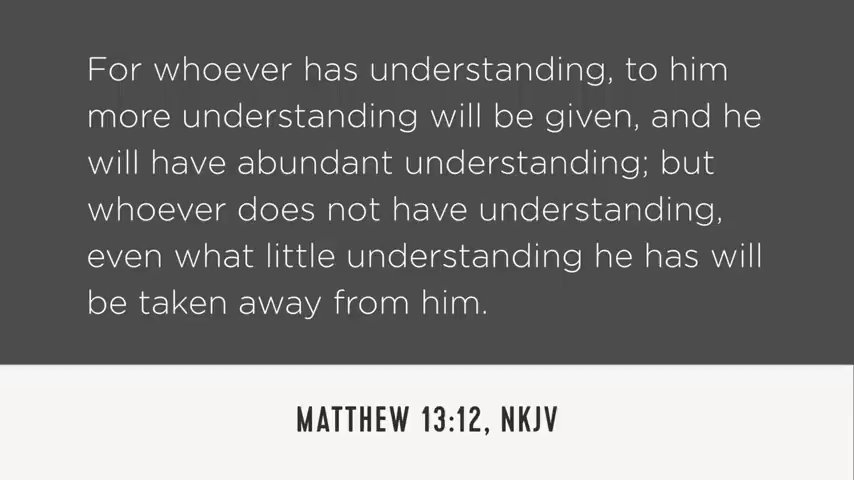 For whoever has understanding, to him
more understanding will be given, and he
will have abundant understanding; but
whoever does not have understanding,
even what little understanding he has will
be taken away from him.
MATTHEW 13:12, NKJV